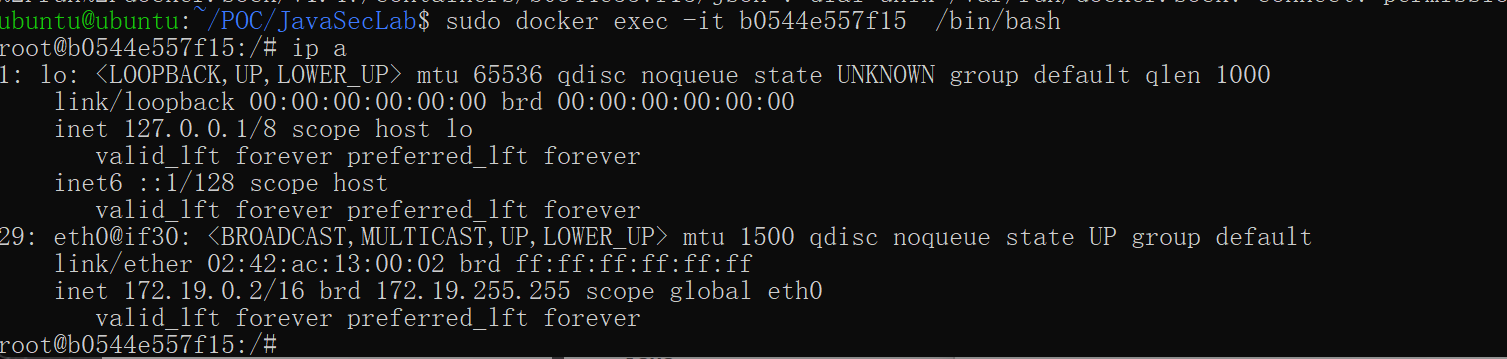 ubuntu@ubuntu:~/POC/JavaSecLab$ sudo docker exec -it b0544e557f15  /bin/bash
root@b0544e557f15:/# ip a
1: lo: <LOOPBACK,UP,LOWER_UP> mtu 65536 qdisc noqueue state UNKNOWN group default qlen 1000
    link/loopback 00:00:00:00:00:00 brd 00:00:00:00:00:00
    inet 127.0.0.1/8 scope host lo
       valid_lft forever preferred_lft forever
    inet6 ::1/128 scope host
       valid_lft forever preferred_lft forever
29: eth0@if30: <BROADCAST,MULTICAST,UP,LOWER_UP> mtu 1500 qdisc noqueue state UP group default
    link/ether 02:42:ac:13:00:02 brd ff:ff:ff:ff:ff:ff
    inet 172.19.0.2/16 brd 172.19.255.255 scope global eth0
       valid_lft forever preferred_lft forever
root@b0544e557f15:/#